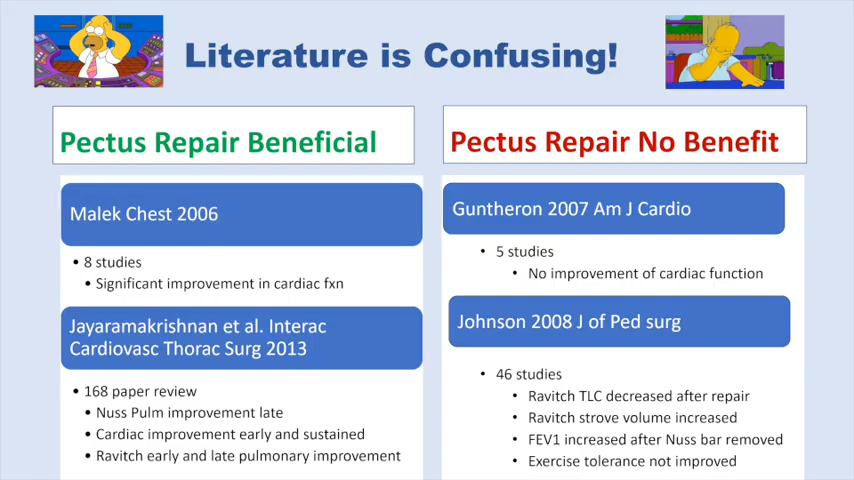 Literature is Confusing!
Pectus Repair Beneficial
Malek Chest 2006
• 8 studies
• Significant improvement in cardiac fxn
Jayaramakrishnan et al. Interac
Cardiovasc Thorac Surg 2013
• 168 paper review
• Nuss Pulm improvement late
• Cardiac improvement early and sustained
• Ravitch early and late pulmonary improvement
Pectus Repair No Benefit
Guntheron 2007 Am J Cardio
• 5 studies
• No improvement of cardiac function
Johnson 2008 J of Ped surg
• 46 studies
• Ravitch TLC decreased after repair
• Ravitch strove volume increased
• FEV1 increased after Nuss bar removed
• Exercise tolerance not improved